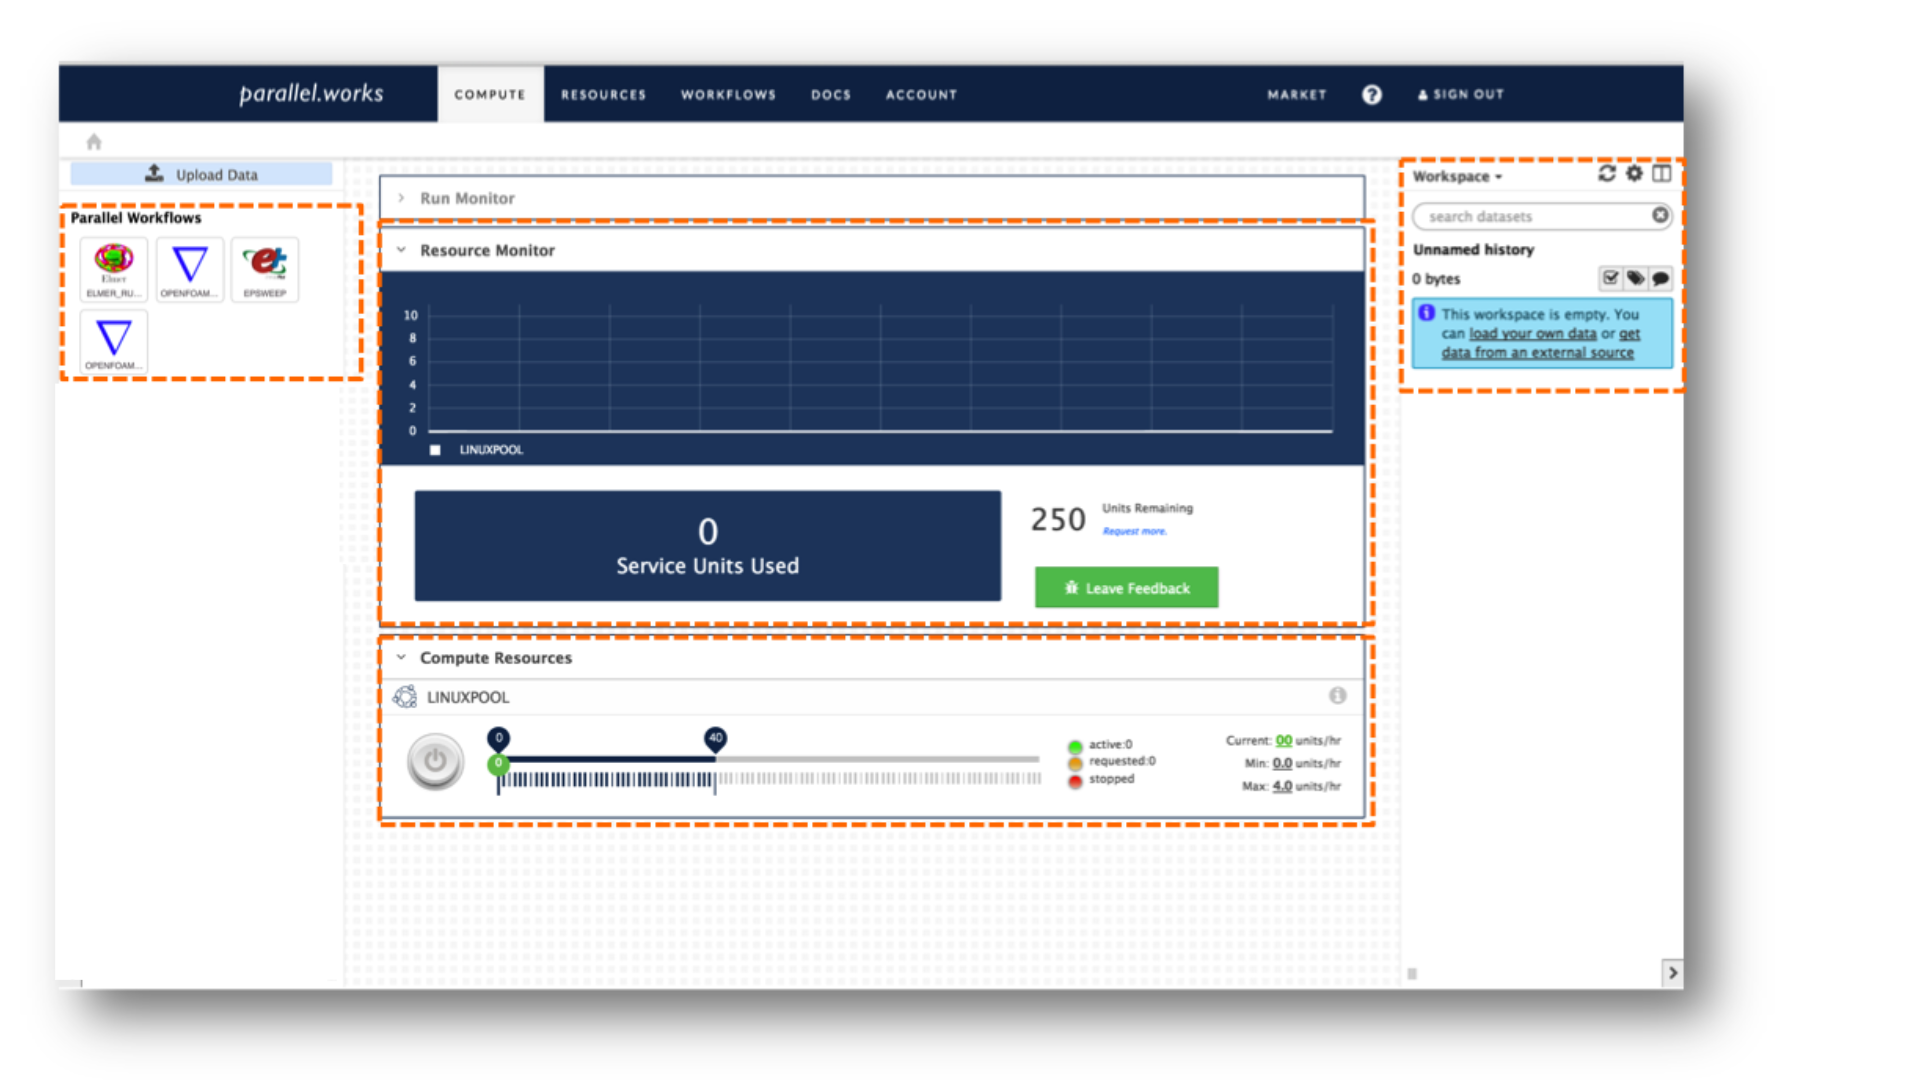 parallel.works
COMPUTE
RESOURCES
WORKFLOWS
DOCS
ACCOUNT
MARKET
?
SIGN OUT
Upload Data
Parallel Workflows
Elmer
ELMER_RU...
OPENFOAM...
et
EPSWEEP
OPENFOAM...
Run Monitor
Resource Monitor
10
8
6
4
2
0
LINUXPOOL
0
Service Units Used
250
Units Remaining
Request more.
Leave Feedback
Compute Resources
LINUXPOOL
0
40
0
active:0
requested:0
stopped
Current: 00 units/hr
Min: 0.0 units/hr
Max: 4.0 units/hr
Workspace
search datasets
Unnamed history
0 bytes
This workspace is empty. You
can load your own data or get
data from an external source